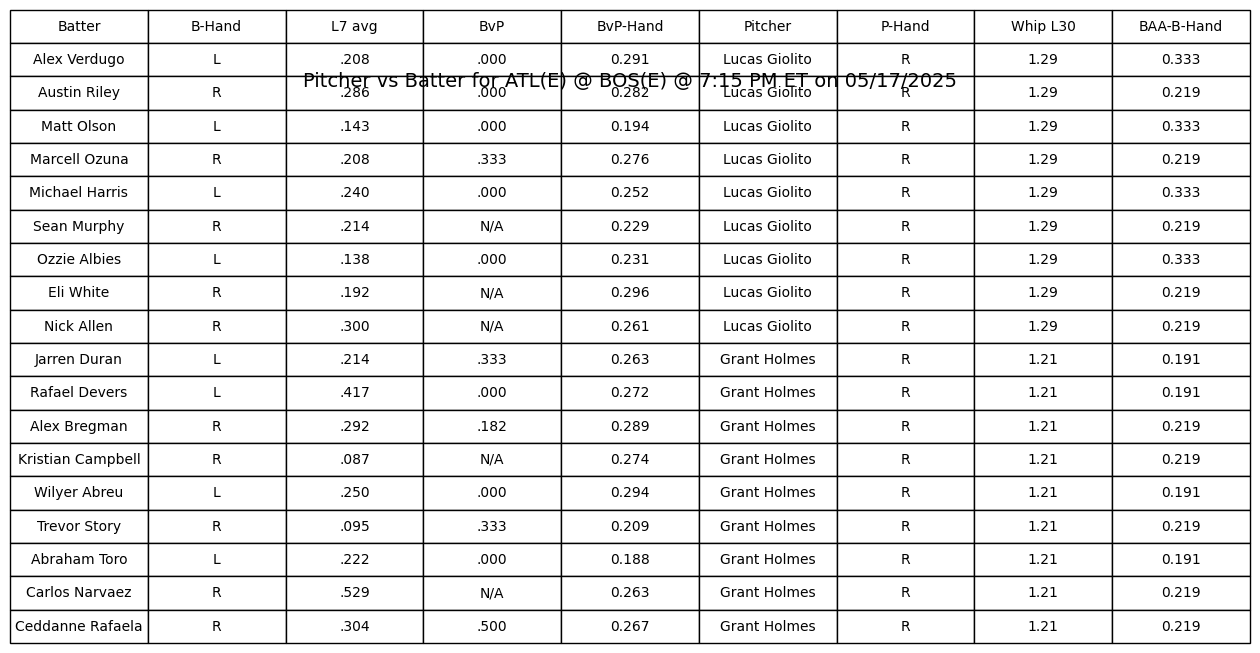 Batter B-Hand L7 avg BvP BvP-Hand Pitcher P-Hand Whip L30 BAA-B-Hand
Alex Verdugo L .208 .000 0.291 Lucas Giolito R 1.29 0.333
Pitcher vs Batter for ATL(E) @ BOS(E) @ 7:15 PM ET on 05/17/2025
Austin Riley R .286 .000 0.282 Lucas Giolito R 1.29 0.219
Matt Olson L .143 .000 0.194 Lucas Giolito R 1.29 0.333
Marcell Ozuna R .208 .333 0.276 Lucas Giolito R 1.29 0.219
Michael Harris L .240 .000 0.252 Lucas Giolito R 1.29 0.333
Sean Murphy R .214 N/A 0.229 Lucas Giolito R 1.29 0.219
Ozzie Albies L .138 .000 0.231 Lucas Giolito R 1.29 0.333
Eli White R .192 N/A 0.296 Lucas Giolito R 1.29 0.219
Nick Allen R .300 N/A 0.261 Lucas Giolito R 1.29 0.219
Jarren Duran L .214 .333 0.263 Grant Holmes R 1.21 0.191
Rafael Devers L .417 .000 0.272 Grant Holmes R 1.21 0.191
Alex Bregman R .292 .182 0.289 Grant Holmes R 1.21 0.219
Kristian Campbell R .087 N/A 0.274 Grant Holmes R 1.21 0.219
Wilyer Abreu L .250 .000 0.294 Grant Holmes R 1.21 0.191
Trevor Story R .095 .333 0.209 Grant Holmes R 1.21 0.219
Abraham Toro L .222 .000 0.188 Grant Holmes R 1.21 0.191
Carlos Narvaez R .529 N/A 0.263 Grant Holmes R 1.21 0.219
Ceddanne Rafaela R .304 .500 0.267 Grant Holmes R 1.21 0.219